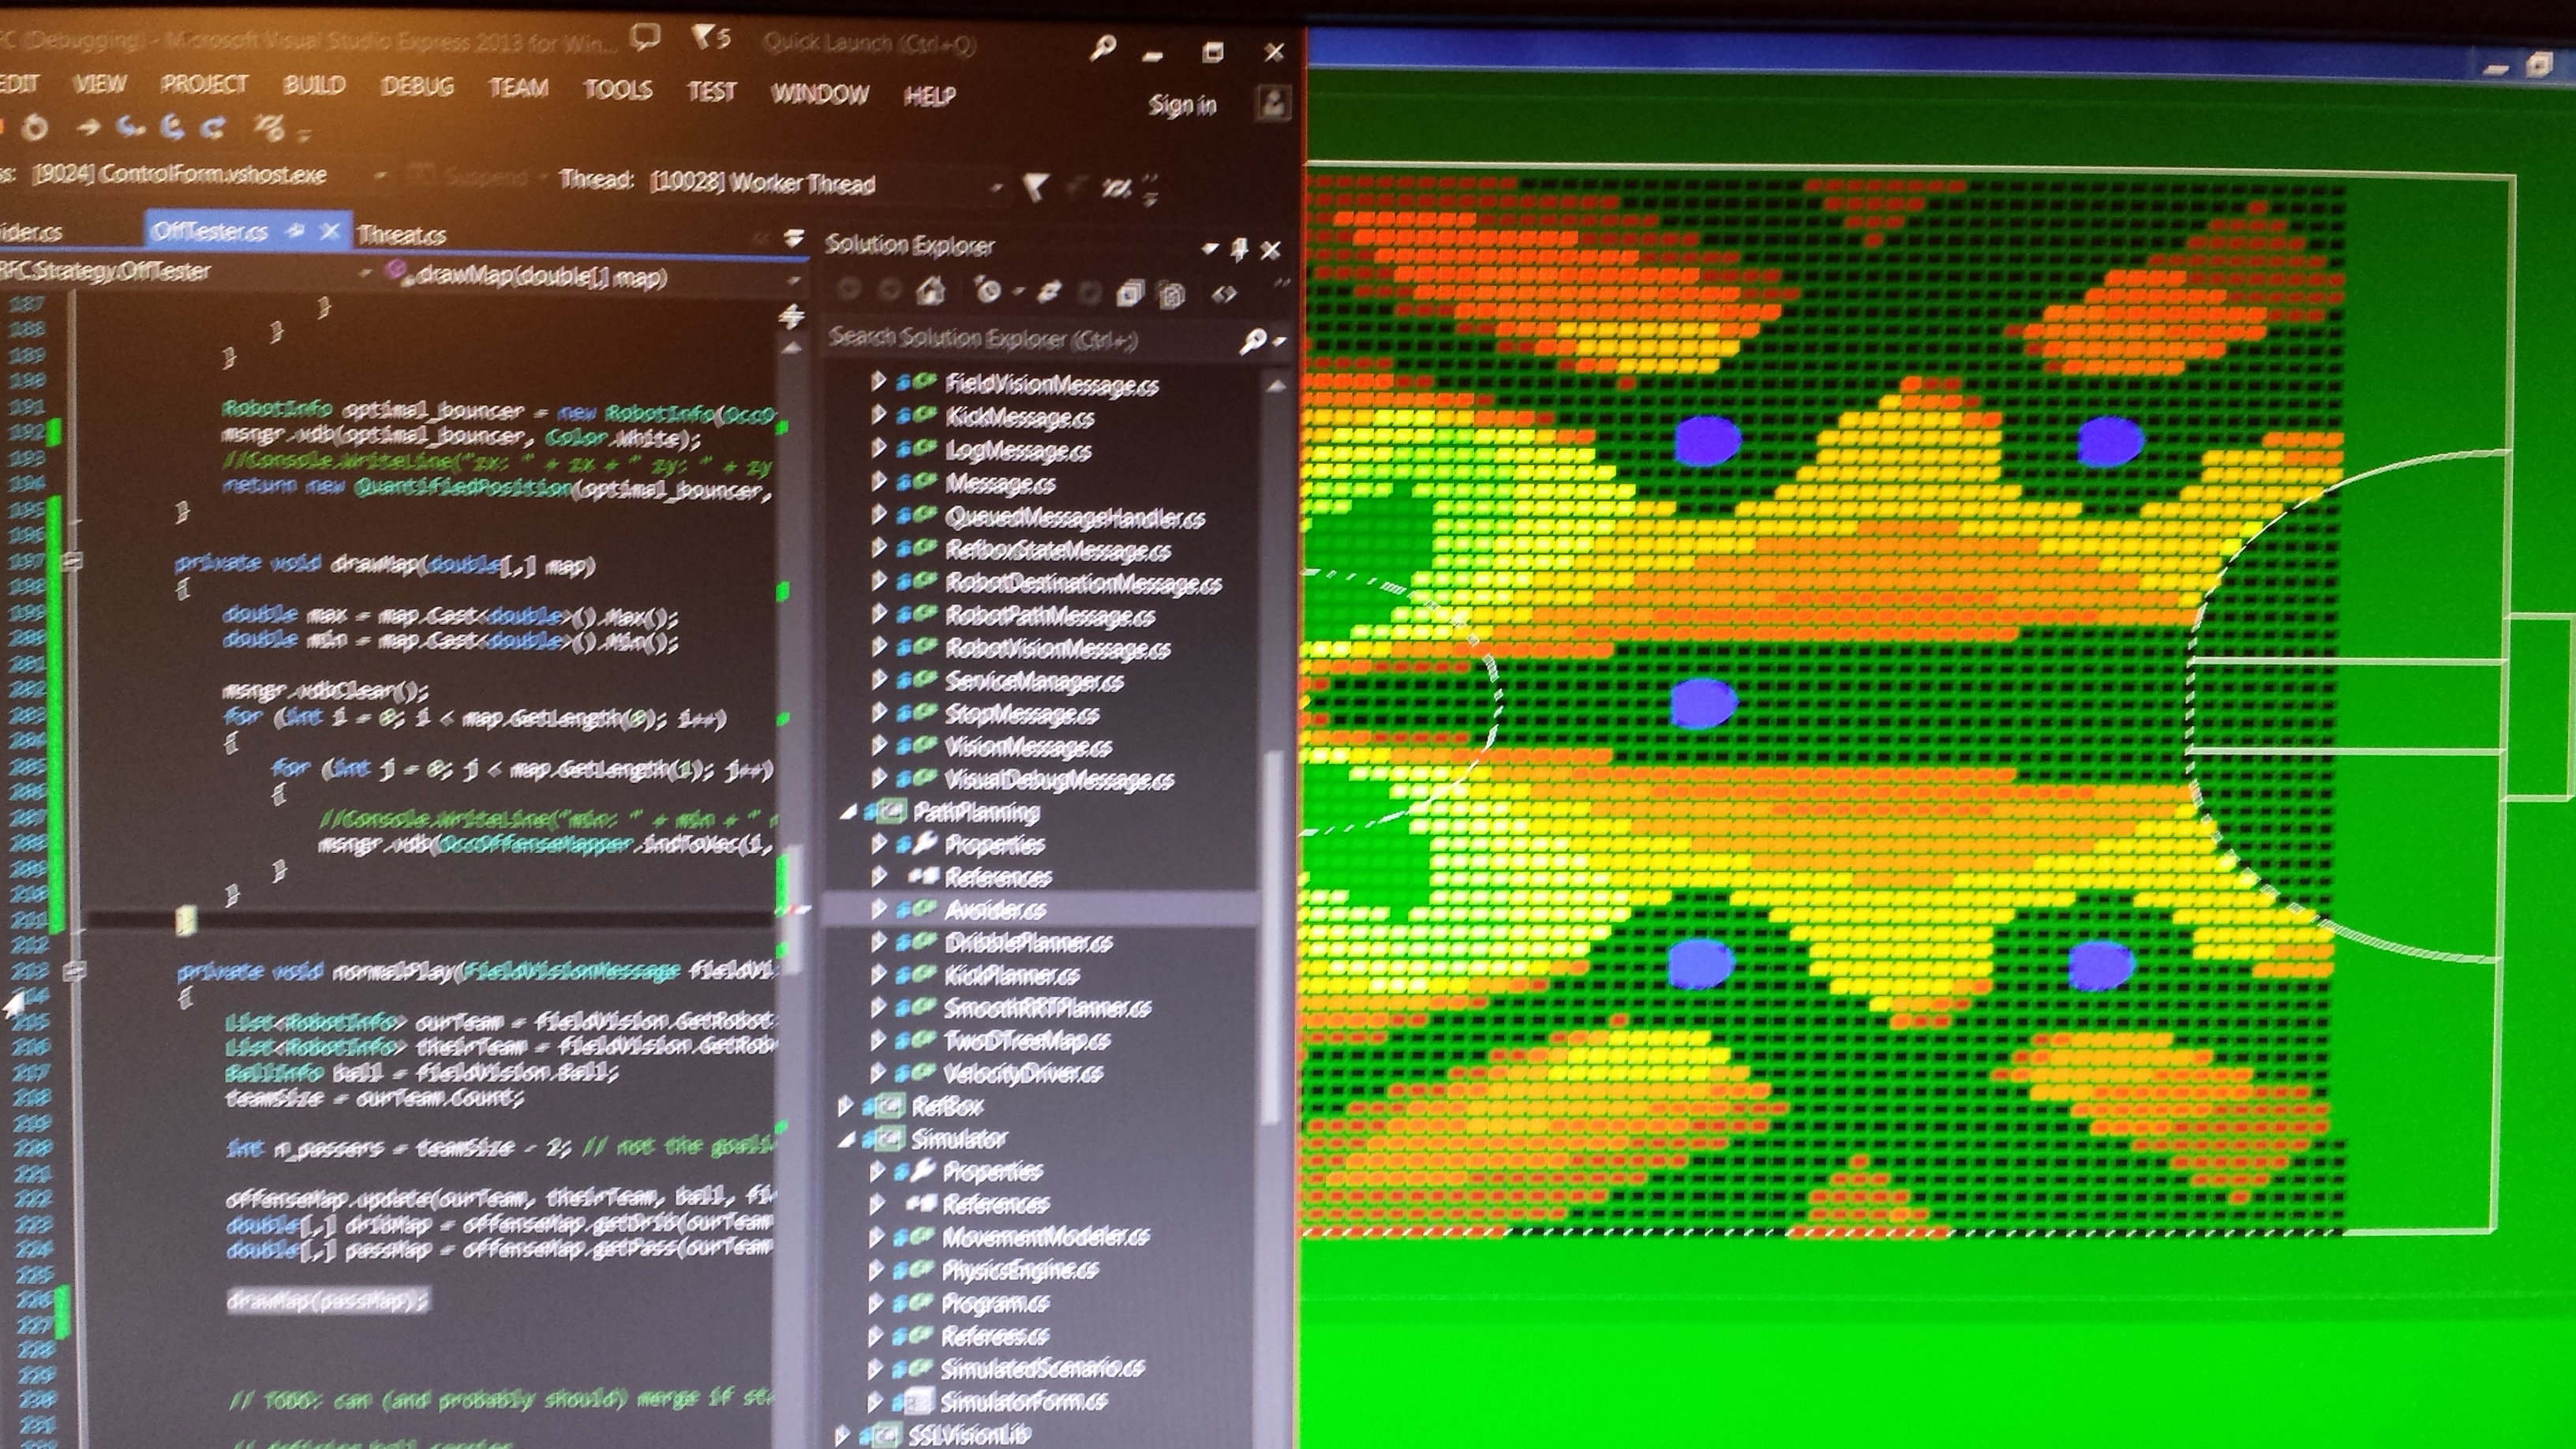 C (Debugging) - Microsoft Visual Studio Express 2013 for Win...
5
Quick Launch (Ctrl+Q)
EDIT VIEW PROJECT BUILD DEBUG TEAM TOOLS TEST WINDOW HELP
Sign in
ss: [9024] ControlForm.vshost.exe Suspend Thread: [10028] Worker Thread
ider.cs OffTester.cs Threat.cs
RFC.Strategy.OffTester drawMap(double[,] map)
187 }
188 }
189 }
190
191 RobotInfo optimal_bouncer = new RobotInfo(OccO
192 msngr.vdb(optimal_bouncer, Color.White);
193 //Console.WriteLine("zx: " + zx + " zy: " + zy
194 return new QuantifiedPosition(optimal_bouncer,
195 }
196
197 private void drawMap(double[,] map)
198 {
199 double max = map.Cast<double>().Max();
200 double min = map.Cast<double>().Min();
201
202 msngr.vdbClear();
203 for (int i = 0; i < map.GetLength(0); i++)
204 {
205 for (int j = 0; j < map.GetLength(1); j++)
206 {
207 //Console.WriteLine("min: " + min + "
208 msngr.vdb(OccOffenseMapper.indToVec(i,
209 }
210 }
211 }
212
213 private void normalPlay(FieldVisionMessage fieldVi
214 {
215 List<RobotInfo> ourTeam = fieldVision.GetRobot
216 List<RobotInfo> theirTeam = fieldVision.GetRob
217 BallInfo ball = fieldVision.Ball;
218 teamSize = ourTeam.Count;
219
220 int n_passers = teamSize - 2; // not the goali
221
222 offenseMap.update(ourTeam, theirTeam, ball, fi
223 double[,] dribMap = offenseMap.getDrib(ourTeam
224 double[,] passMap = offenseMap.getPass(ourTeam
225
226 drawMap(passMap);
227
228
229
230 // TODO: can (and probably should) merge if sta
231
Solution Explorer
Search Solution Explorer (Ctrl+;)
FieldVisionMessage.cs
KickMessage.cs
LogMessage.cs
Message.cs
QueuedMessageHandler.cs
RefboxStateMessage.cs
RobotDestinationMessage.cs
RobotPathMessage.cs
RobotVisionMessage.cs
ServiceManager.cs
StopMessage.cs
VisionMessage.cs
VisualDebugMessage.cs
PathPlanning
Properties
References
Avoider.cs
DribblePlanner.cs
KickPlanner.cs
SmoothRRTPlanner.cs
TwoDTreeMap.cs
VelocityDriver.cs
RefBox
Simulator
Properties
References
MovementModeler.cs
PhysicsEngine.cs
Program.cs
Referees.cs
SimulatedScenario.cs
SimulatorForm.cs
SSLVisionLib